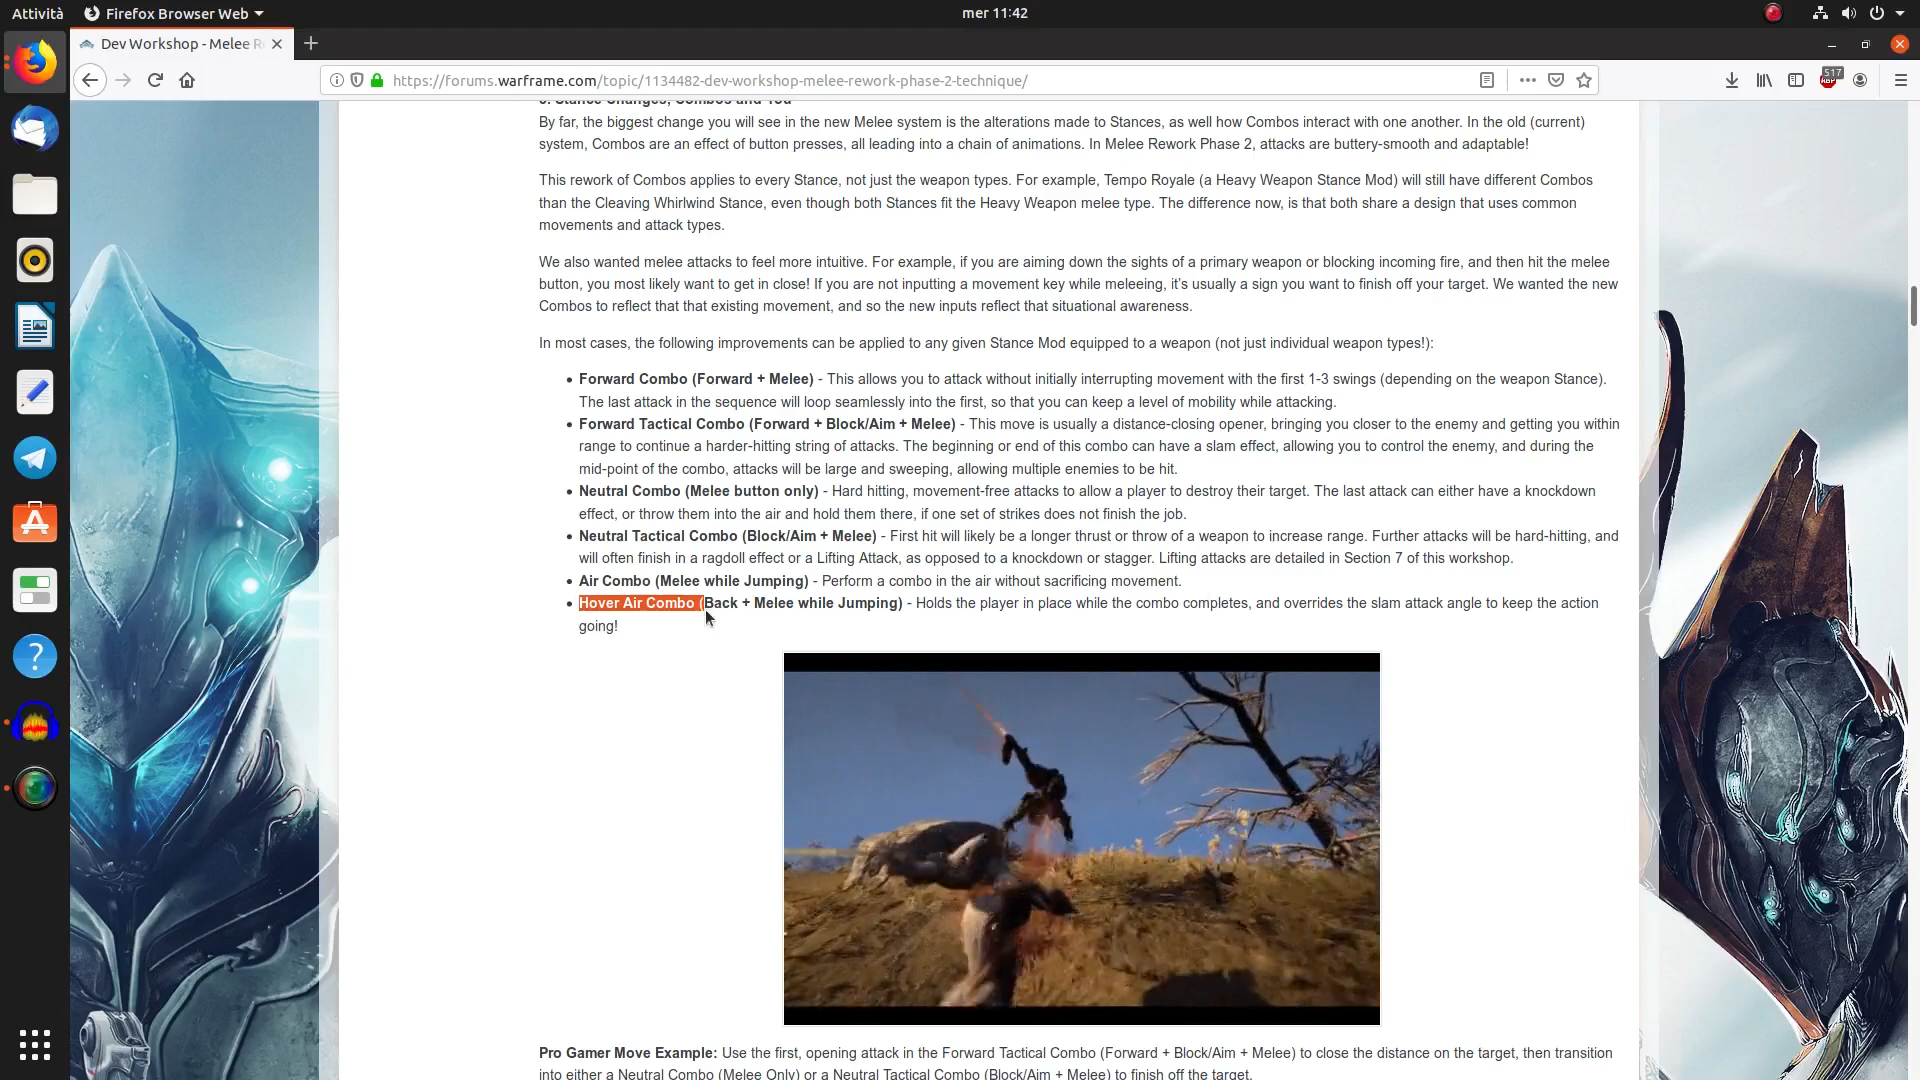 Attività
Firefox Browser Web
mer 11:42
Dev Workshop - Melee R
https://forums.warframe.com/topic/1134482-dev-workshop-melee-rework-phase-2-technique/
517
ABP
3. Stance Changes, Combos and You
By far, the biggest change you will see in the new Melee system is the alterations made to Stances, as well how Combos interact with one another. In the old (current)
system, Combos are an effect of button presses, all leading into a chain of animations. In Melee Rework Phase 2, attacks are buttery-smooth and adaptable!
This rework of Combos applies to every Stance, not just the weapon types. For example, Tempo Royale (a Heavy Weapon Stance Mod) will still have different Combos
than the Cleaving Whirlwind Stance, even though both Stances fit the Heavy Weapon melee type. The difference now, is that both share a design that uses common
movements and attack types.
We also wanted melee attacks to feel more intuitive. For example, if you are aiming down the sights of a primary weapon or blocking incoming fire, and then hit the melee
button, you most likely want to get in close! If you are not inputting a movement key while meleeing, it's usually a sign you want to finish off your target. We wanted the new
Combos to reflect that that existing movement, and so the new inputs reflect that situational awareness.
In most cases, the following improvements can be applied to any given Stance Mod equipped to a weapon (not just individual weapon types!):
• Forward Combo (Forward + Melee) - This allows you to attack without initially interrupting movement with the first 1-3 swings (depending on the weapon Stance).
The last attack in the sequence will loop seamlessly into the first, so that you can keep a level of mobility while attacking.
• Forward Tactical Combo (Forward + Block/Aim + Melee) - This move is usually a distance-closing opener, bringing you closer to the enemy and getting you within
range to continue a harder-hitting string of attacks. The beginning or end of this combo can have a slam effect, allowing you to control the enemy, and during the
mid-point of the combo, attacks will be large and sweeping, allowing multiple enemies to be hit.
• Neutral Combo (Melee button only) - Hard hitting, movement-free attacks to allow a player to destroy their target. The last attack can either have a knockdown
effect, or throw them into the air and hold them there, if one set of strikes does not finish the job.
• Neutral Tactical Combo (Block/Aim + Melee) - First hit will likely be a longer thrust or throw of a weapon to increase range. Further attacks will be hard-hitting, and
will often finish in a ragdoll effect or a Lifting Attack, as opposed to a knockdown or stagger. Lifting attacks are detailed in Section 7 of this workshop.
• Air Combo (Melee while Jumping) - Perform a combo in the air without sacrificing movement.
• Hover Air Combo (Back + Melee while Jumping) - Holds the player in place while the combo completes, and overrides the slam attack angle to keep the action
going!
Pro Gamer Move Example: Use the first, opening attack in the Forward Tactical Combo (Forward + Block/Aim + Melee) to close the distance on the target, then transition
into either a Neutral Combo (Melee Only) or a Neutral Tactical Combo (Block/Aim + Melee) to finish off the target.